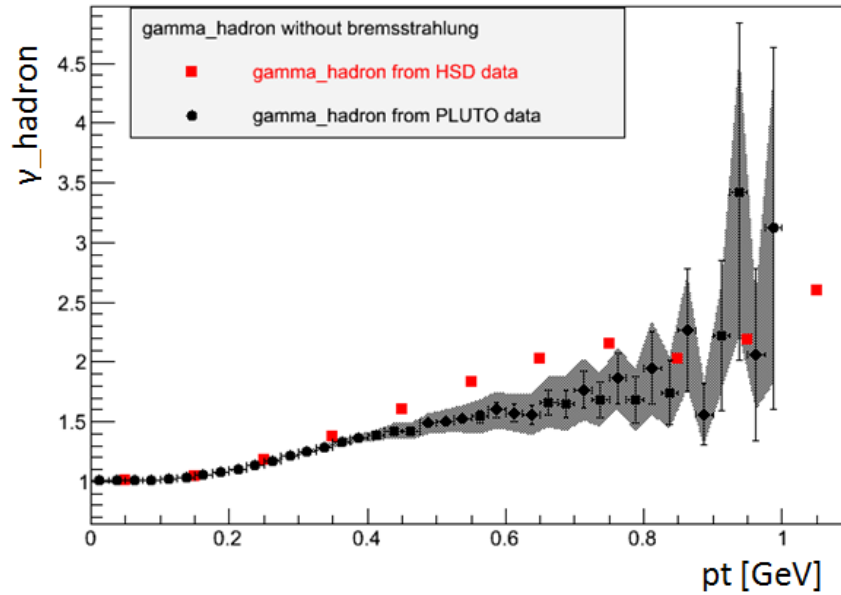 gamma_hadron without bremsstrahlung
gamma_hadron from HSD data
gamma_hadron from PLUTO data
γ_hadron
4.5
4
3.5
3
2.5
2
1.5
1
0 0.2 0.4 0.6 0.8 1
pt [GeV]